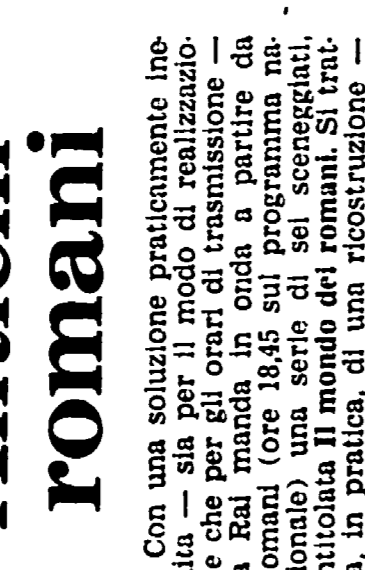 romani
Con una soluzione praticamente ine-
ita — sia per il modo di realizzazio-
e che per gli orari di trasmissione —
a Rai manda in onda a partire da
omani (ore 18,45 sul programma na-
ionale) una serie di sei sceneggiati,
ntitolata Il mondo dei romani. Si trat-
a, in pratica, di una ricostruzione —